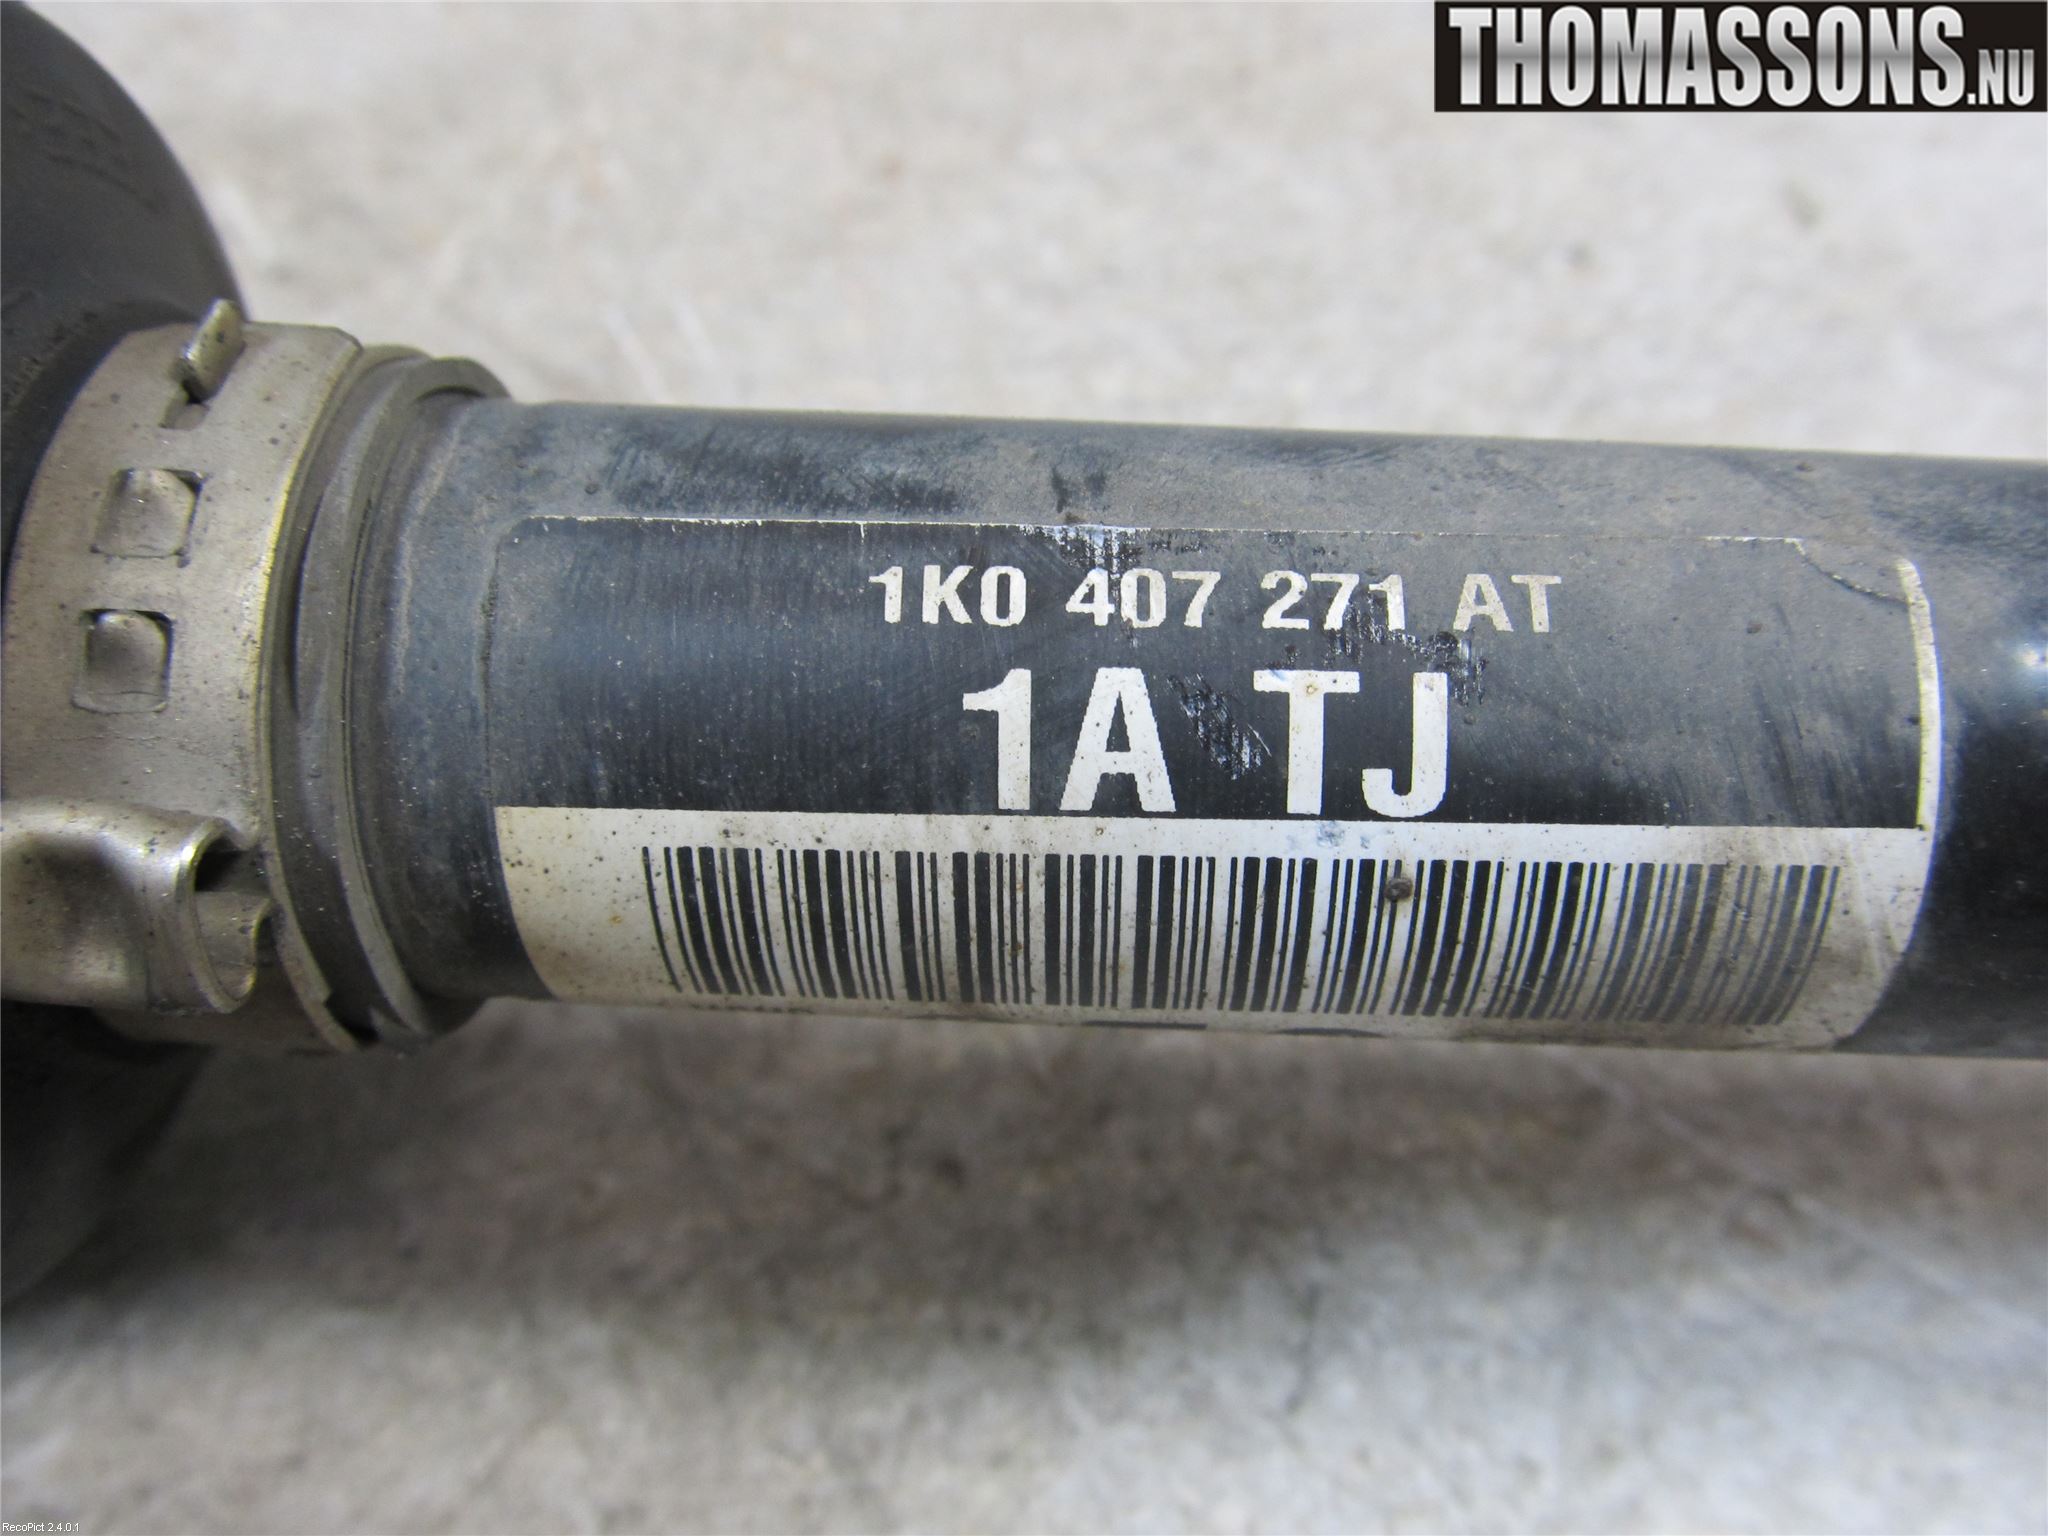 THOMASSONS.NU
1K0 407 271 AT
1A TJ
RecoPict 2.4.0.1